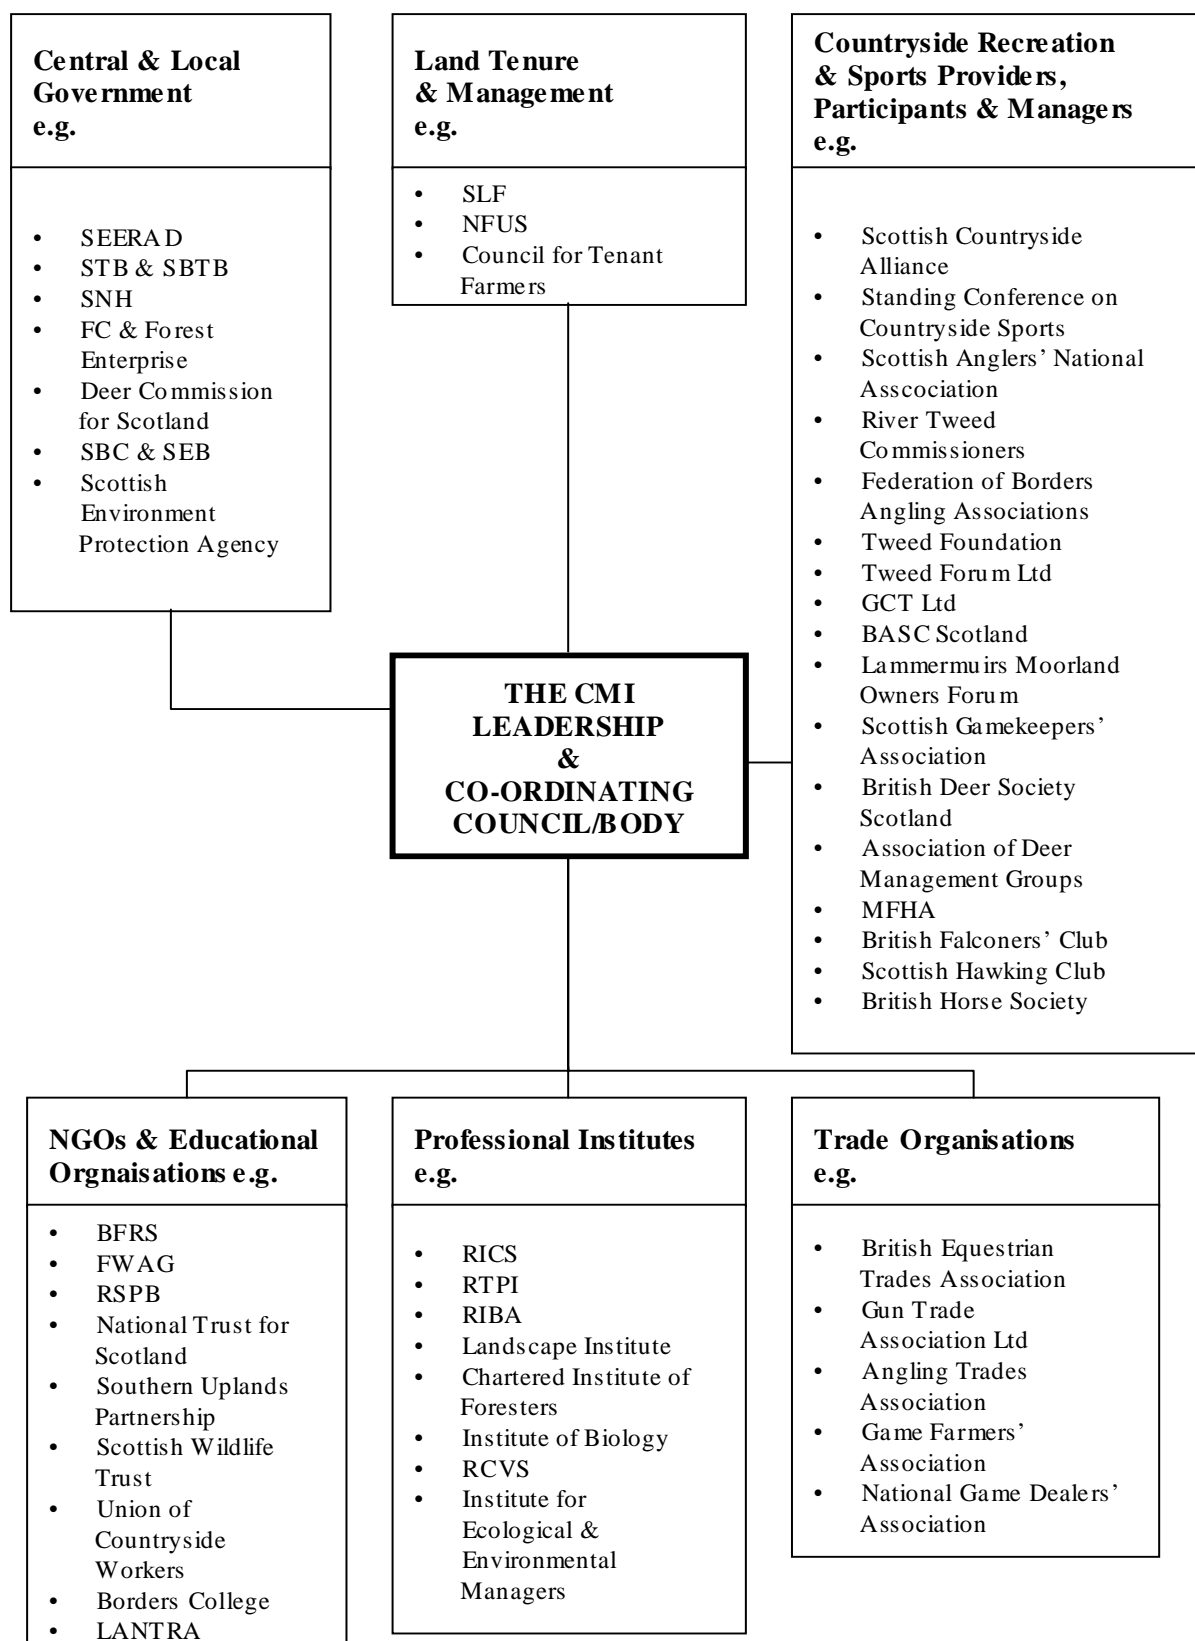 Central & Local
Government
e.g.
• SEERAD
• STB & SBTB
• SNH
• FC & Forest
Enterprise
• Deer Commission
for Scotland
• SBC & SEB
• Scottish
Environment
Protection Agency
Land Tenure
& Management
e.g.
• SLF
• NFUS
• Council for Tenant
Farmers
Countryside Recreation
& Sports Providers,
Participants & Managers
e.g.
• Scottish Countryside
Alliance
• Standing Conference on
Countryside Sports
• Scottish Anglers’ National
Asscociation
• River Tweed
Commissioners
• Federation of Borders
Angling Associations
• Tweed Foundation
• Tweed Forum Ltd
• GCT Ltd
• BASC Scotland
• Lammermuirs Moorland
Owners Forum
• Scottish Gamekeepers’
Association
• British Deer Society
Scotland
• Association of Deer
Management Groups
• MFHA
• British Falconers’ Club
• Scottish Hawking Club
• British Horse Society
THE CMI
LEADERSHIP
&
CO-ORDINATING
COUNCIL/BODY
NGOs & Educational
Orgnaisations e.g.
• BFRS
• FWAG
• RSPB
• National Trust for
Scotland
• Southern Uplands
Partnership
• Scottish Wildlife
Trust
• Union of
Countryside
Workers
• Borders College
• LANTRA
Professional Institutes
e.g.
• RICS
• RTPI
• RIBA
• Landscape Institute
• Chartered Institute of
Foresters
• Institute of Biology
• RCVS
• Institute for
Ecological &
Environmental
Managers
Trade Organisations
e.g.
• British Equestrian
Trades Association
• Gun Trade
Association Ltd
• Angling Trades
Association
• Game Farmers’
Association
• National Game Dealers’
Association